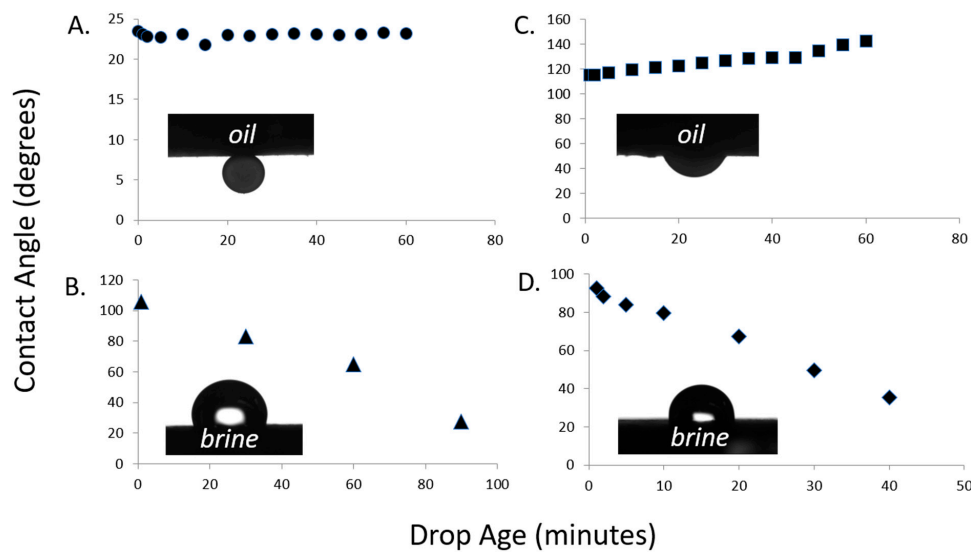 Contact Angle (degrees)
A.
25
20
15
10
5
0
oil
0 20 40 60 80
C.
160
140
120
100
80
60
40
20
0
oil
0 20 40 60 80
B.
120
100
80
60
40
20
0
brine
0 20 40 60 80 100
D.
100
80
60
40
20
0
brine
0 10 20 30 40 50
Drop Age (minutes)